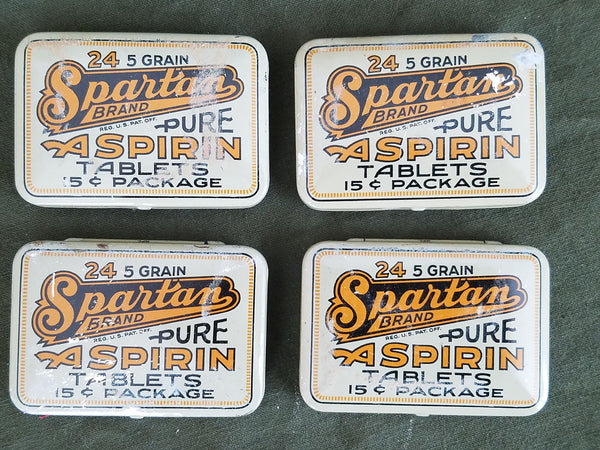 24 5 GRAIN
Spartan
BRAND
REG. U.S. PAT. OFF.
PURE
ASPIRIN
TABLETS
15¢ PACKAGE
24 5 GRAIN
Spartan
BRAND
REG. U.S. PAT. OFF.
PURE
ASPIRIN
TABLETS
15¢ PACKAGE
24 5 GRAIN
Spartan
BRAND
REG. U.S. PAT. OFF.
PURE
ASPIRIN
TABLETS
15¢ PACKAGE
24 5 GRAIN
Spartan
BRAND
REG. U.S. PAT. OFF.
PURE
ASPIRIN
TABLETS
15¢ PACKAGE